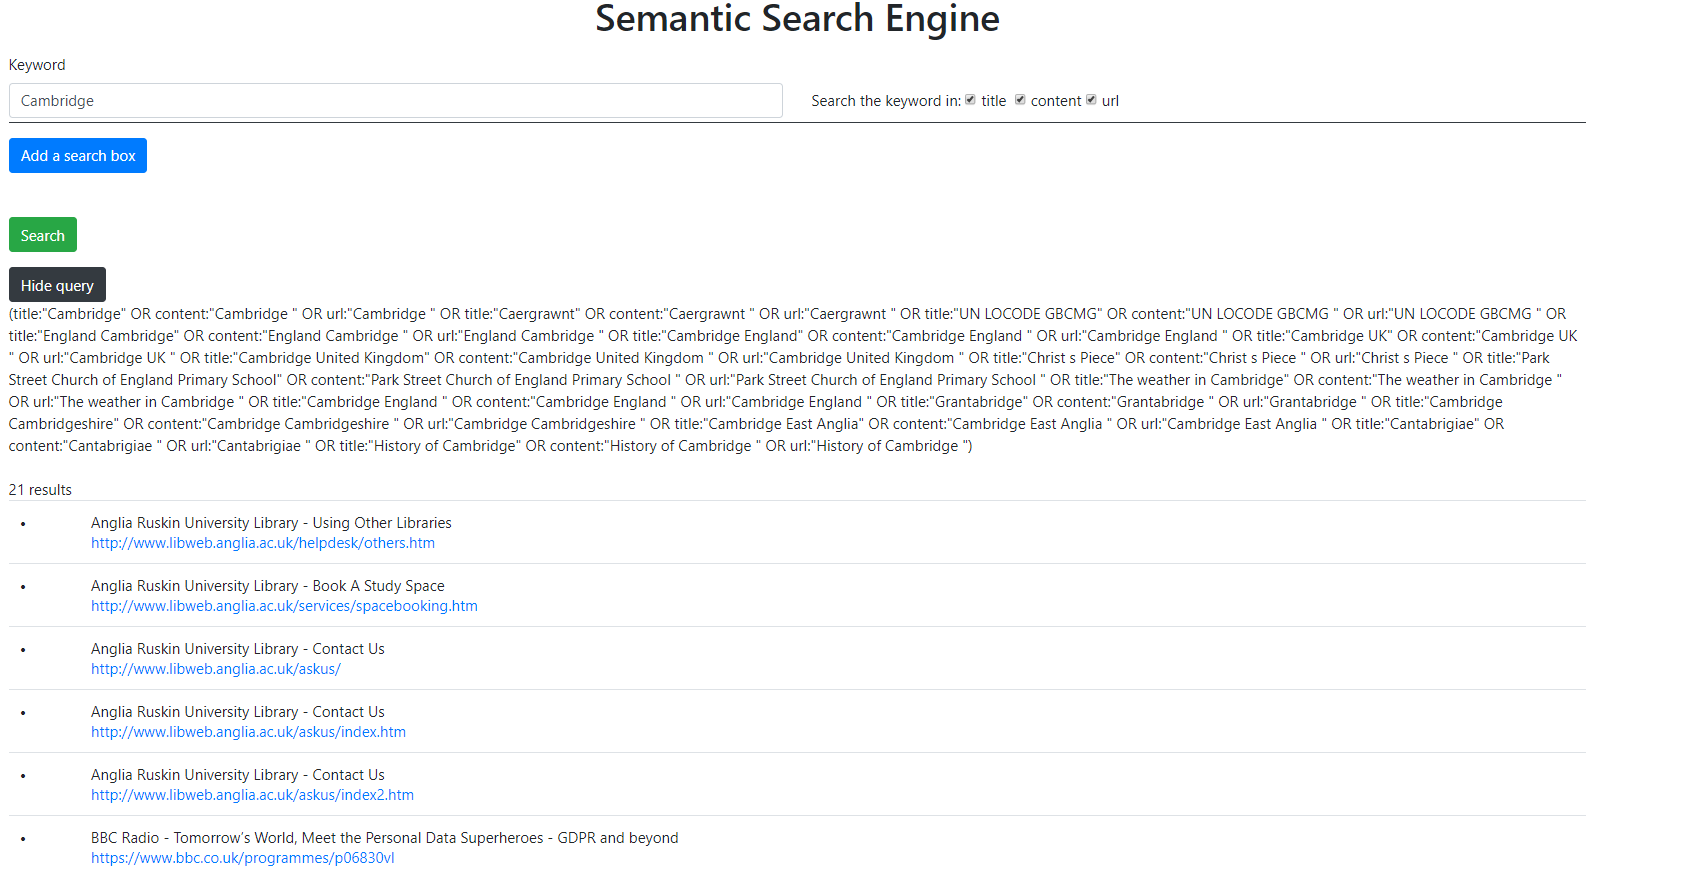 Semantic Search Engine
Keyword
Cambridge
Search the keyword in: title content url
Add a search box
Search
Hide query
(title:"Cambridge" OR content:"Cambridge " OR url:"Cambridge " OR title:"Caergrawnt" OR content:"Caergrawnt " OR url:"Caergrawnt " OR title:"UN LOCODE GBCMG" OR content:"UN LOCODE GBCMG " OR url:"UN LOCODE GBCMG " OR
title:"England Cambridge" OR content:"England Cambridge " OR url:"England Cambridge " OR title:"Cambridge England" OR content:"Cambridge England " OR url:"Cambridge England " OR title:"Cambridge UK" OR content:"Cambridge UK
" OR url:"Cambridge UK " OR title:"Cambridge United Kingdom" OR content:"Cambridge United Kingdom " OR url:"Cambridge United Kingdom " OR title:"Christ s Piece" OR content:"Christ s Piece " OR url:"Christ s Piece " OR title:"Park
Street Church of England Primary School" OR content:"Park Street Church of England Primary School " OR url:"Park Street Church of England Primary School " OR title:"The weather in Cambridge" OR content:"The weather in Cambridge "
OR url:"The weather in Cambridge " OR title:"Cambridge England " OR content:"Cambridge England " OR url:"Cambridge England " OR title:"Grantabridge" OR content:"Grantabridge " OR url:"Grantabridge " OR title:"Cambridge
Cambridgeshire" OR content:"Cambridge Cambridgeshire " OR url:"Cambridge Cambridgeshire " OR title:"Cambridge East Anglia" OR content:"Cambridge East Anglia " OR url:"Cambridge East Anglia " OR title:"Cantabrigiae" OR
content:"Cantabrigiae " OR url:"Cantabrigiae " OR title:"History of Cambridge" OR content:"History of Cambridge " OR url:"History of Cambridge ")
21 results
Anglia Ruskin University Library - Using Other Libraries
http://www.libweb.anglia.ac.uk/helpdesk/others.htm
Anglia Ruskin University Library - Book A Study Space
http://www.libweb.anglia.ac.uk/services/spacebooking.htm
Anglia Ruskin University Library - Contact Us
http://www.libweb.anglia.ac.uk/askus/
Anglia Ruskin University Library - Contact Us
http://www.libweb.anglia.ac.uk/askus/index.htm
Anglia Ruskin University Library - Contact Us
http://www.libweb.anglia.ac.uk/askus/index2.htm
BBC Radio - Tomorrow’s World, Meet the Personal Data Superheroes - GDPR and beyond
https://www.bbc.co.uk/programmes/p06830vl